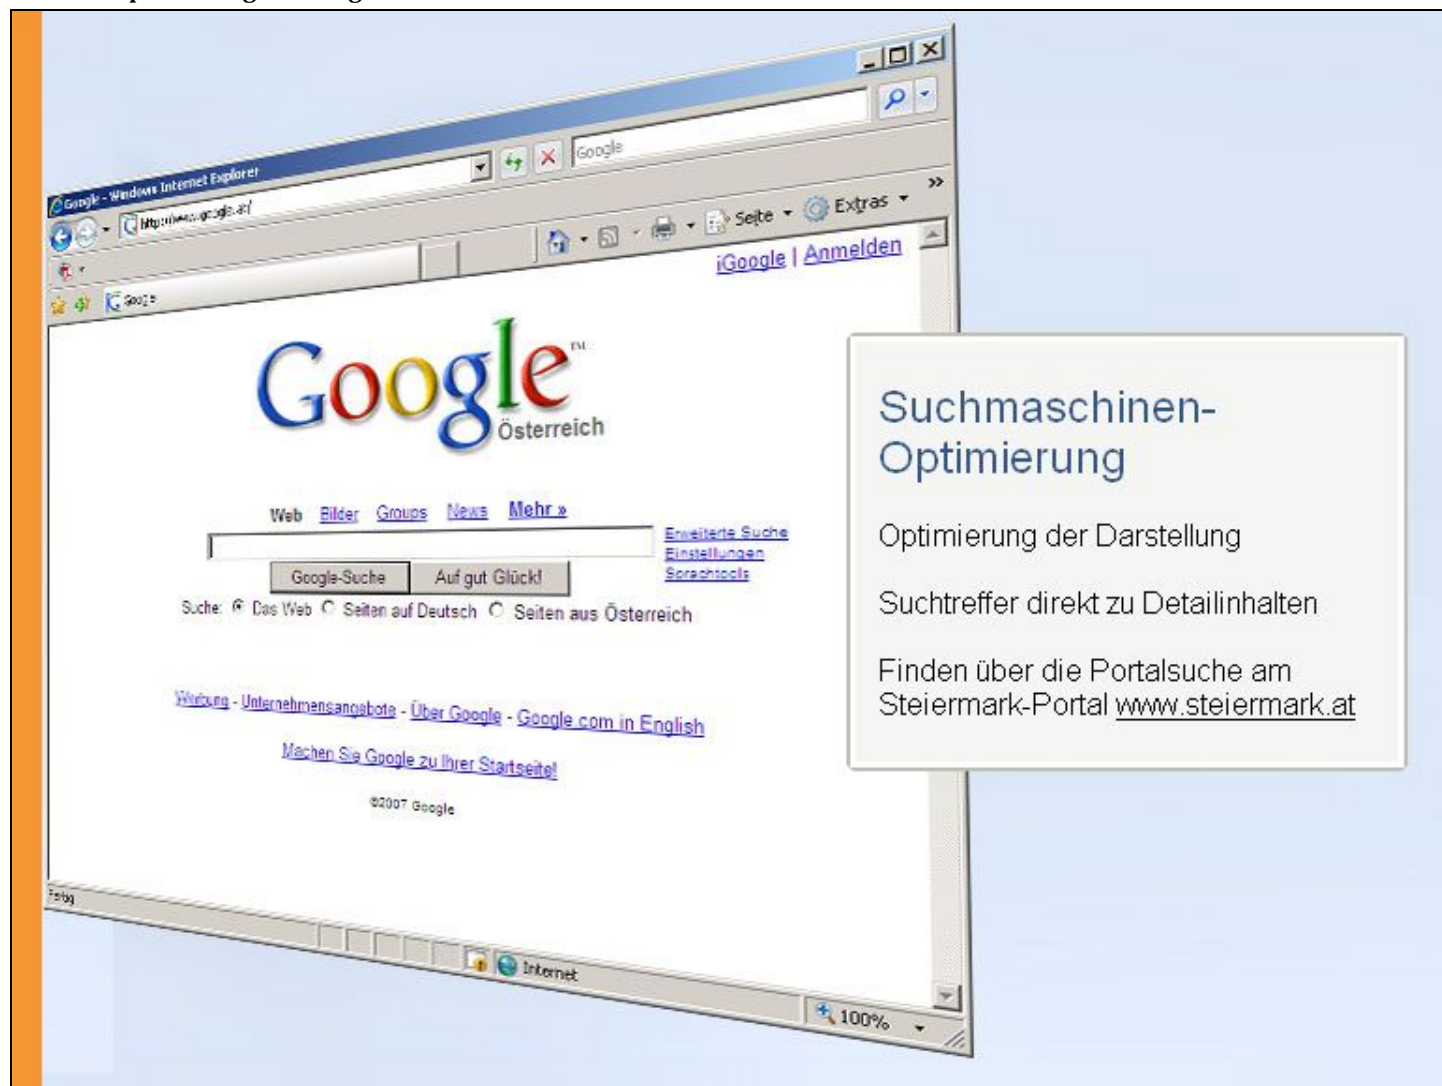 Google - Windows Internet Explorer
Google
Seite
Extras
Google
iGoogle | Anmelden
Google™
Österreich
Web Bilder Groups News Mehr »
Erweiterte Suche
Einstellungen
Sprachtools
Google-Suche Auf gut Glück!
Suche: Das Web Seiten auf Deutsch Seiten aus Österreich
Werbung - Unternehmensangebote - Über Google - Google.com in English
Machen Sie Google zu Ihrer Startseite!
©2007 Google
Fertig
Internet
100%
Suchmaschinen-
Optimierung
Optimierung der Darstellung
Suchtreffer direkt zu Detailinhalten
Finden über die Portalsuche am
Steiermark-Portal www.steiermark.at